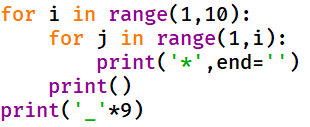 for i in range(1,10):
    for j in range(1,i):
        print('*',end='')
    print()
print('_'*9)